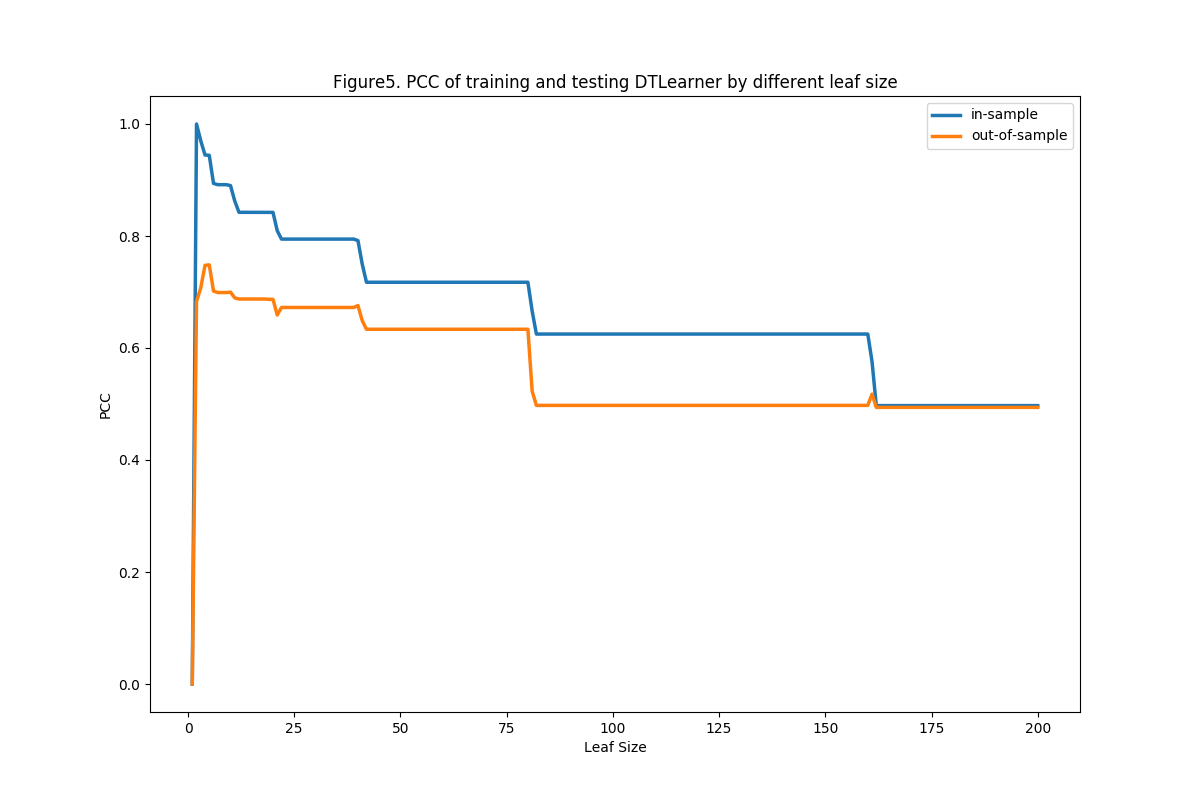 Figure5. PCC of training and testing DTLearner by different leaf size
in-sample
out-of-sample
1.0
0.8
0.6
0.4
0.2
0.0
PCC
0 25 50 75 100 125 150 175 200
Leaf Size